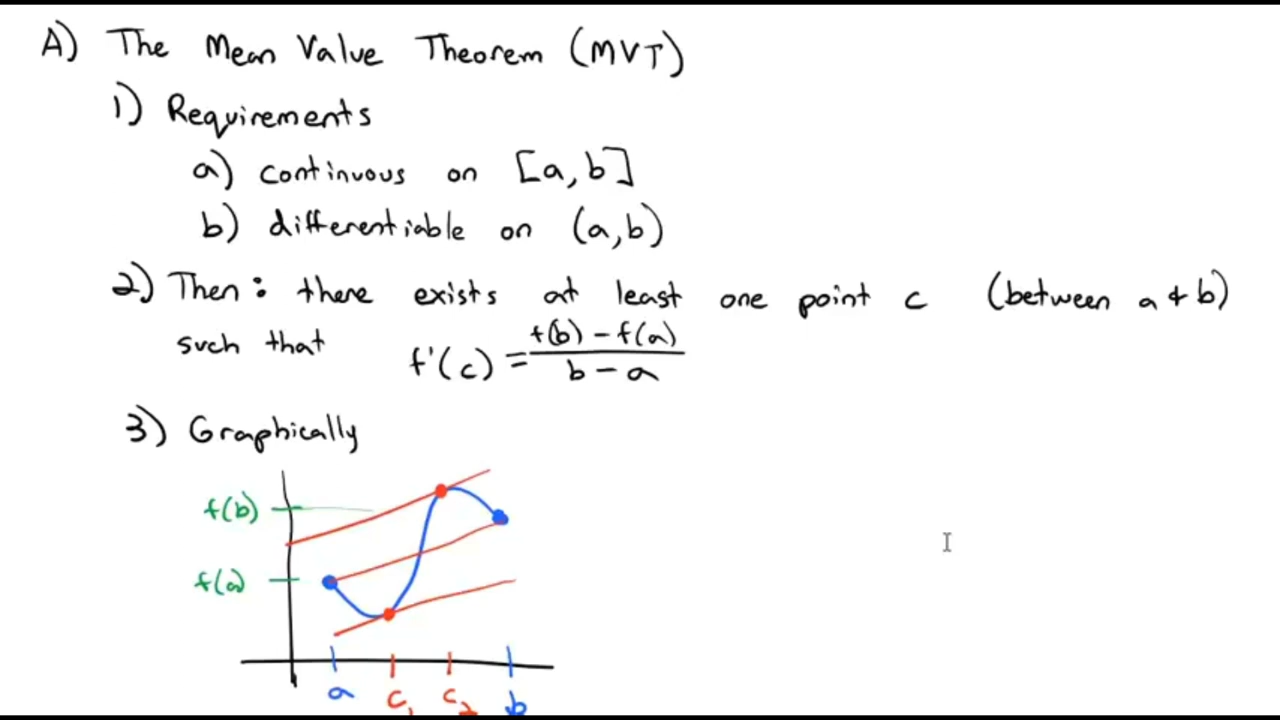 A) The Mean Value Theorem (MVT)
1) Requirements
a) continuous on [a,b]
b) differentiable on (a,b)
2) Then: there exists at least one point c (between a & b)
such that f'(c) = f(b) - f(a) / b - a
3) Graphically
f(b)
f(a)
a c₁ c₂ b